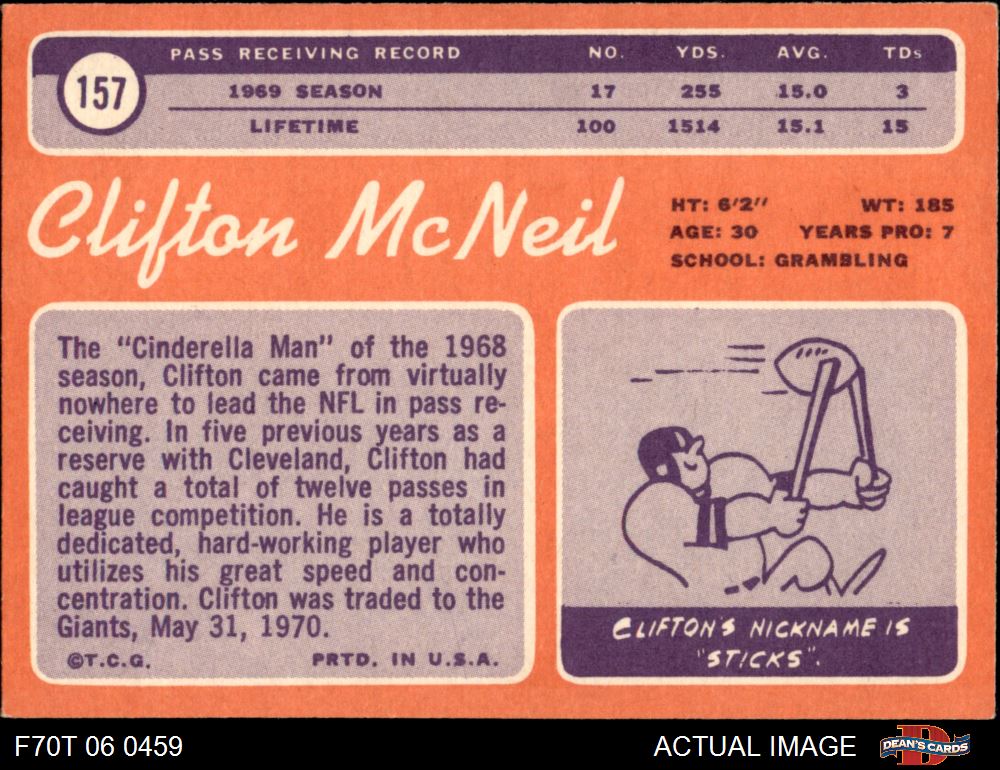 157
PASS RECEIVING RECORD NO. YDS. AVG. TDs
1969 SEASON 17 255 15.0 3
LIFETIME 100 1514 15.1 15
Clifton McNeil
HT: 6'2'' WT: 185
AGE: 30 YEARS PRO: 7
SCHOOL: GRAMBLING
The "Cinderella Man" of the 1968
season, Clifton came from virtually
nowhere to lead the NFL in pass re-
ceiving. In five previous years as a
reserve with Cleveland, Clifton had
caught a total of twelve passes in
league competition. He is a totally
dedicated, hard-working player who
utilizes his great speed and con-
centration. Clifton was traded to the
Giants, May 31, 1970.
©T.C.G. PRTD. IN U.S.A.
CLIFTON'S NICKNAME IS
"STICKS".
F70T 06 0459 ACTUAL IMAGE D DEAN'S CARDS